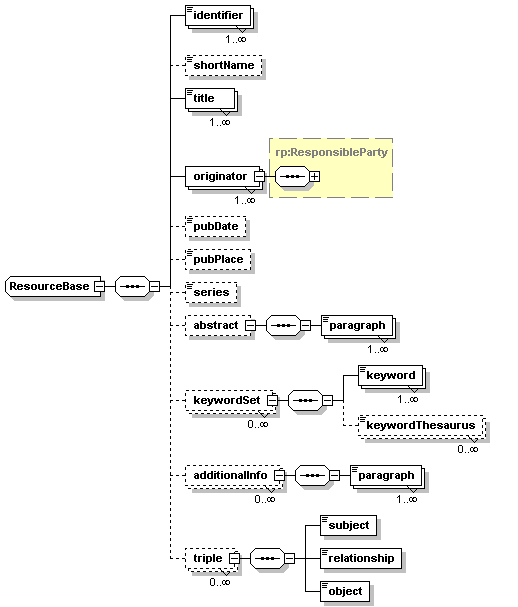 identifier
1..∞
shortName
title
1..∞
rp:ResponsibleParty
originator
1..∞
pubDate
pubPlace
ResourceBase
series
abstract
paragraph
1..∞
keyword
1..∞
keywordSet
0..∞
keywordThesaurus
0..∞
additionalInfo
0..∞
paragraph
1..∞
subject
triple
0..∞
relationship
object